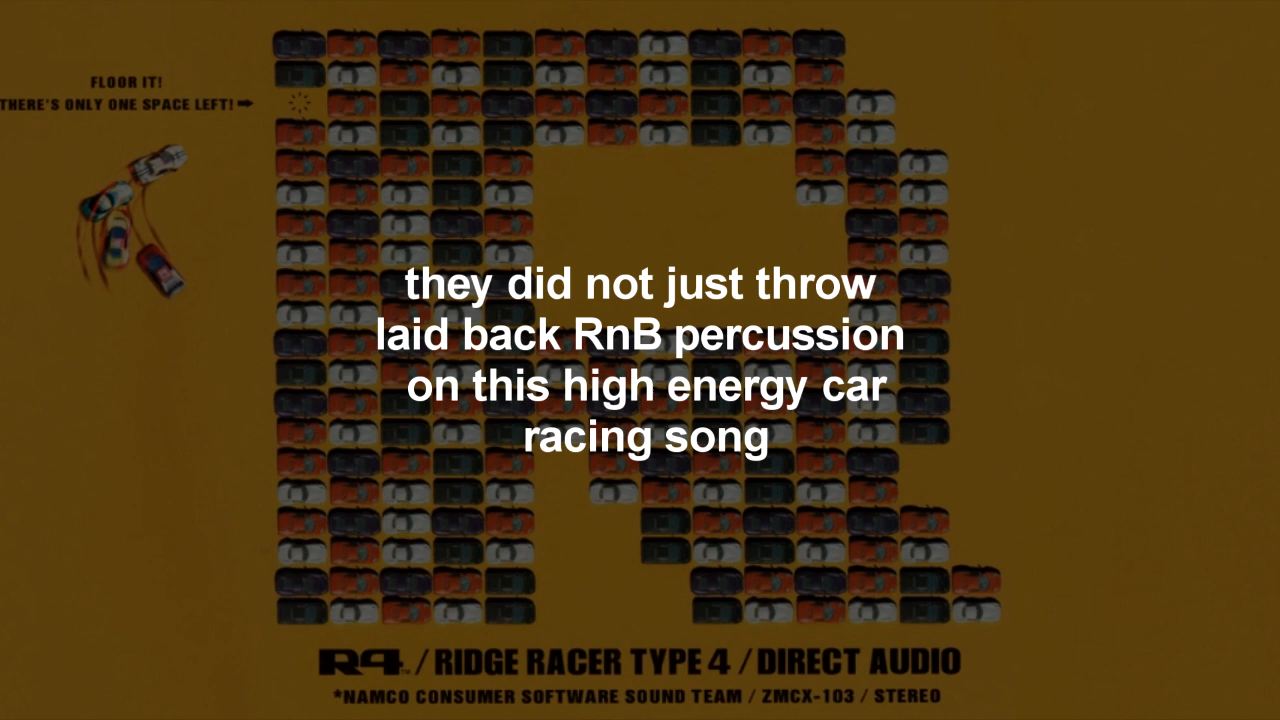 FLOOR IT!
THERE'S ONLY ONE SPACE LEFT!
they did not just throw
laid back RnB percussion
on this high energy car
racing song
R4™ / RIDGE RACER TYPE 4 / DIRECT AUDIO
*NAMCO CONSUMER SOFTWARE SOUND TEAM / ZMCX-103 / STEREO